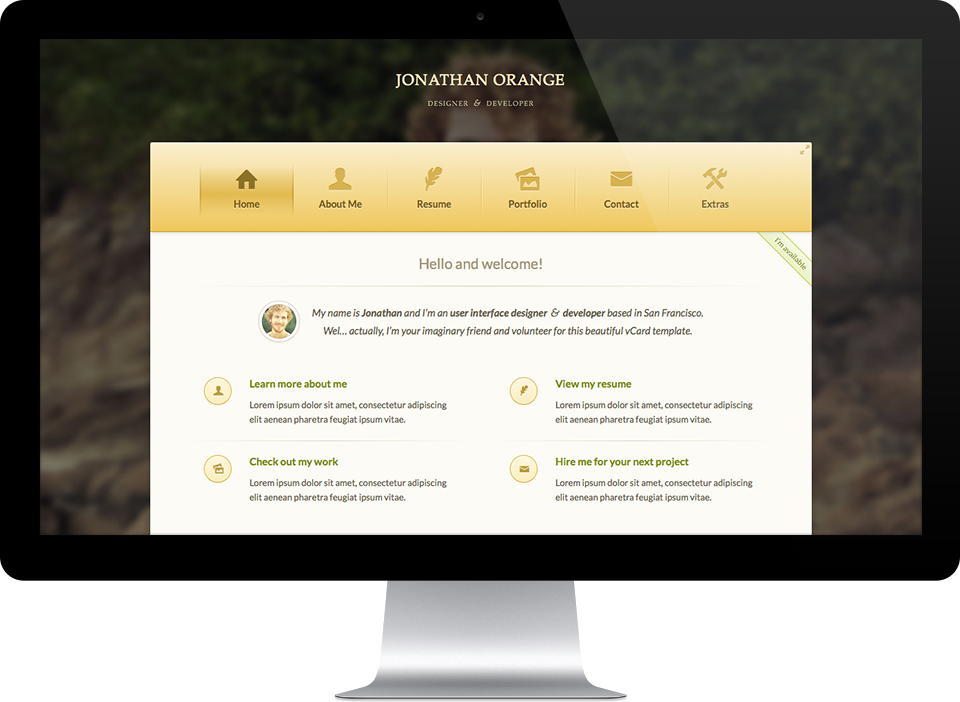 JONATHAN ORANGE
DESIGNER & DEVELOPER
Home
About Me
Resume
Portfolio
Contact
Extras
I'm available
Hello and welcome!
My name is Jonathan and I'm an user interface designer & developer based in San Francisco.
Wel... actually, I'm your imaginary friend and volunteer for this beautiful vCard template.
Learn more about me
Lorem ipsum dolor sit amet, consectetur adipiscing
elit aenean pharetra feugiat ipsum vitae.
View my resume
Lorem ipsum dolor sit amet, consectetur adipiscing
elit aenean pharetra feugiat ipsum vitae.
Check out my work
Lorem ipsum dolor sit amet, consectetur adipiscing
elit aenean pharetra feugiat ipsum vitae.
Hire me for your next project
Lorem ipsum dolor sit amet, consectetur adipiscing
elit aenean pharetra feugiat ipsum vitae.